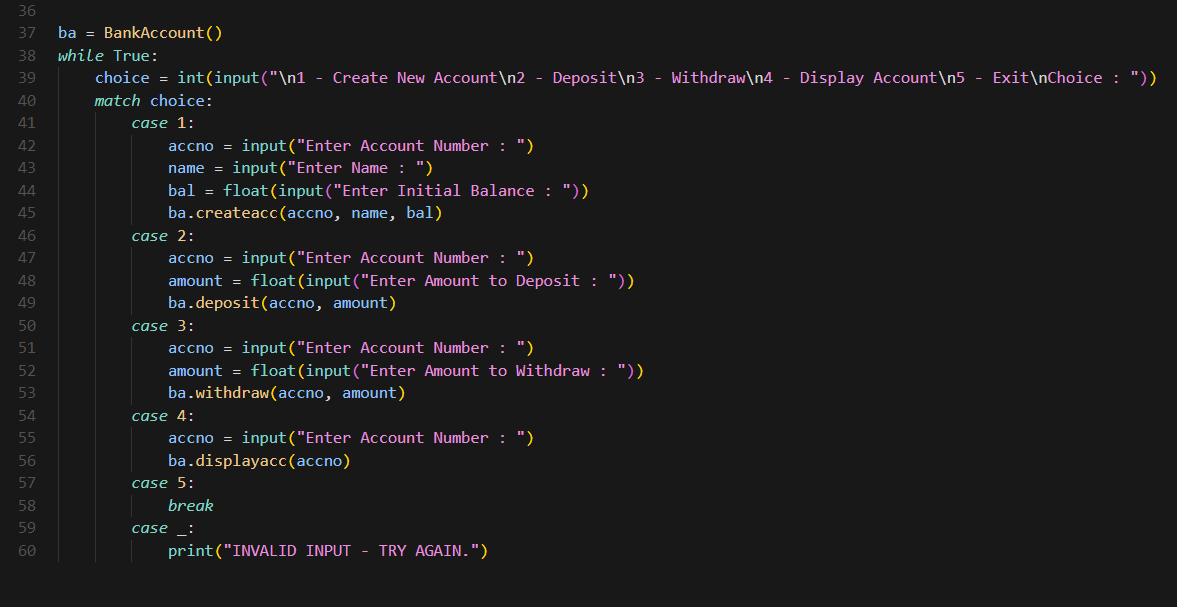 36
37 ba = BankAccount()
38 while True:
39     choice = int(input("\n1 - Create New Account\n2 - Deposit\n3 - Withdraw\n4 - Display Account\n5 - Exit\nChoice : "))
40     match choice:
41         case 1:
42             accno = input("Enter Account Number : ")
43             name = input("Enter Name : ")
44             bal = float(input("Enter Initial Balance : "))
45             ba.createacc(accno, name, bal)
46         case 2:
47             accno = input("Enter Account Number : ")
48             amount = float(input("Enter Amount to Deposit : "))
49             ba.deposit(accno, amount)
50         case 3:
51             accno = input("Enter Account Number : ")
52             amount = float(input("Enter Amount to Withdraw : "))
53             ba.withdraw(accno, amount)
54         case 4:
55             accno = input("Enter Account Number : ")
56             ba.displayacc(accno)
57         case 5:
58             break
59         case _:
60             print("INVALID INPUT - TRY AGAIN.")